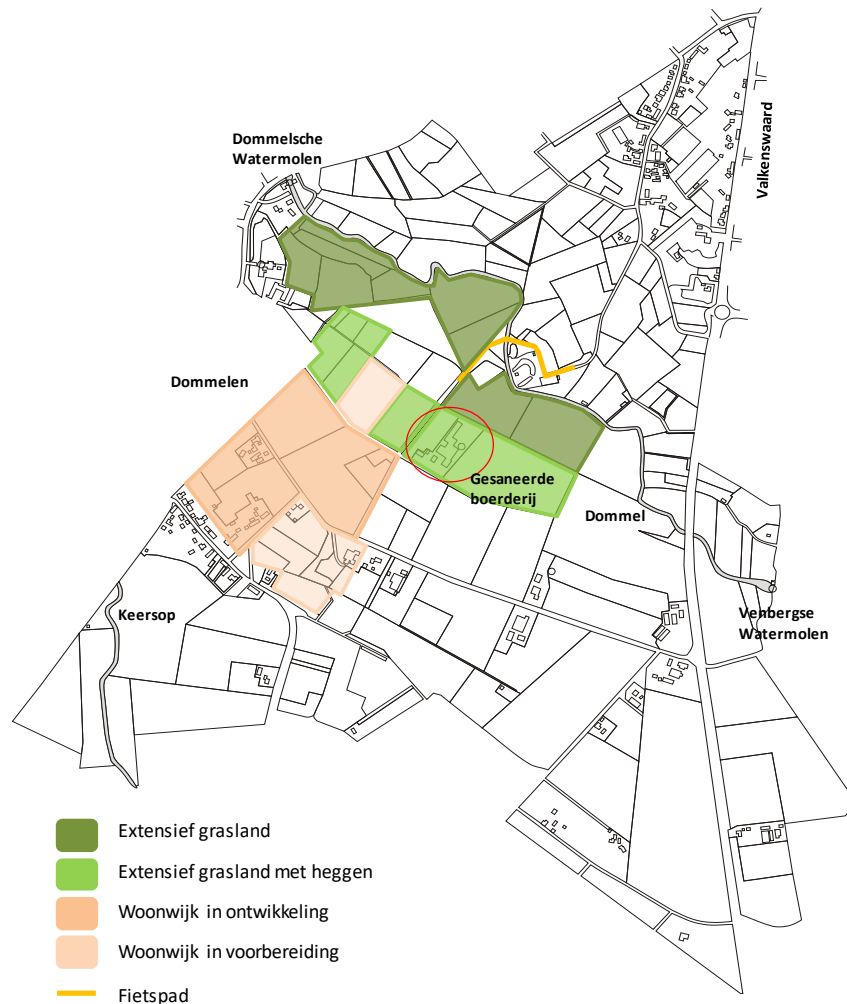 Dommelsche
Watermolen
Valkenswaard
Dommelen
Gesaneerde
boerderij
Dommel
Keersop
Venbergse
Watermolen
Extensief grasland
Extensief grasland met heggen
Woonwijk in ontwikkeling
Woonwijk in voorbereiding
Fietspad